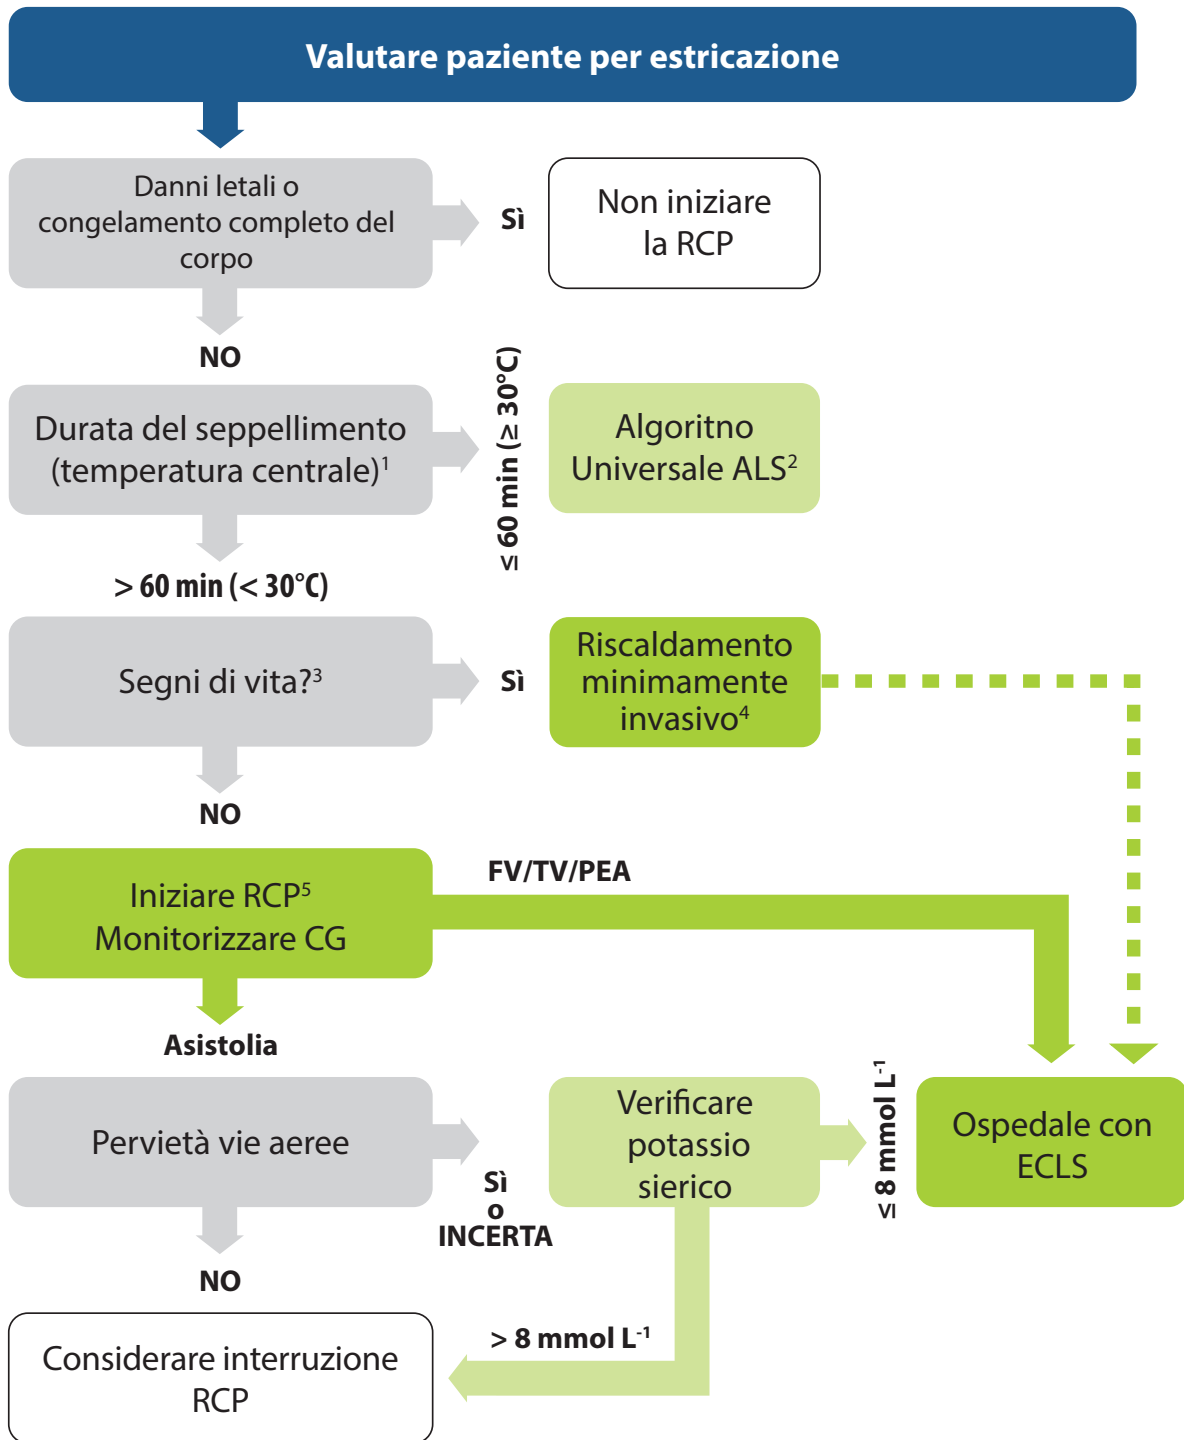 Valutare paziente per estricazione
Danni letali o
congelamento completo del
corpo
Sì
Non iniziare
la RCP
NO
Durata del seppellimento
(temperatura centrale)¹
≤ 60 min (≥ 30°C)
Algoritno
Universale ALS²
> 60 min (< 30°C)
Segni di vita?³
Sì
Riscaldamento
minimamente
invasivo⁴
NO
Iniziare RCP⁵
Monitorizzare CG
FV/TV/PEA
Asistolia
Pervietà vie aeree
Sì
o
INCERTA
Verificare
potassio
sierico
≤ 8 mmol L⁻¹
Ospedale con
ECLS
NO
> 8 mmol L⁻¹
Considerare interruzione
RCP